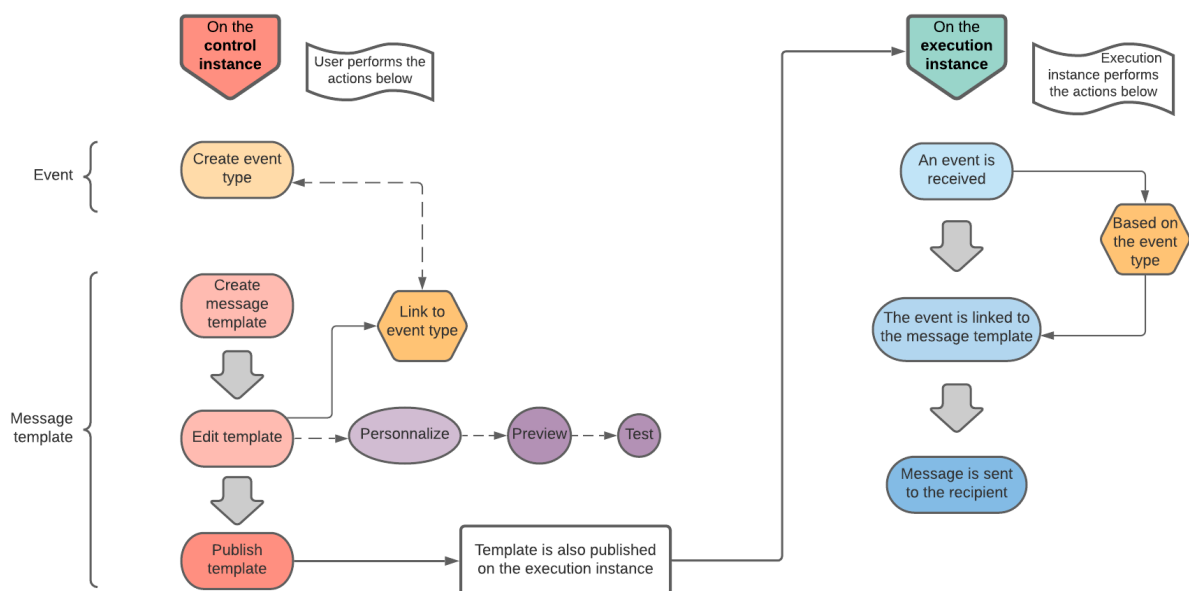 On the
control
instance
User performs the
actions below
On the
execution
instance
Execution
instance performs
the actions below
Event
Create event
type
An event is
received
Based on
the event
type
Create
message
template
Link to
event type
The event is linked to
the message template
Message
template
Edit template
Personnalize
Preview
Test
Message is sent
to the recipient
Publish
template
Template is also published
on the execution instance